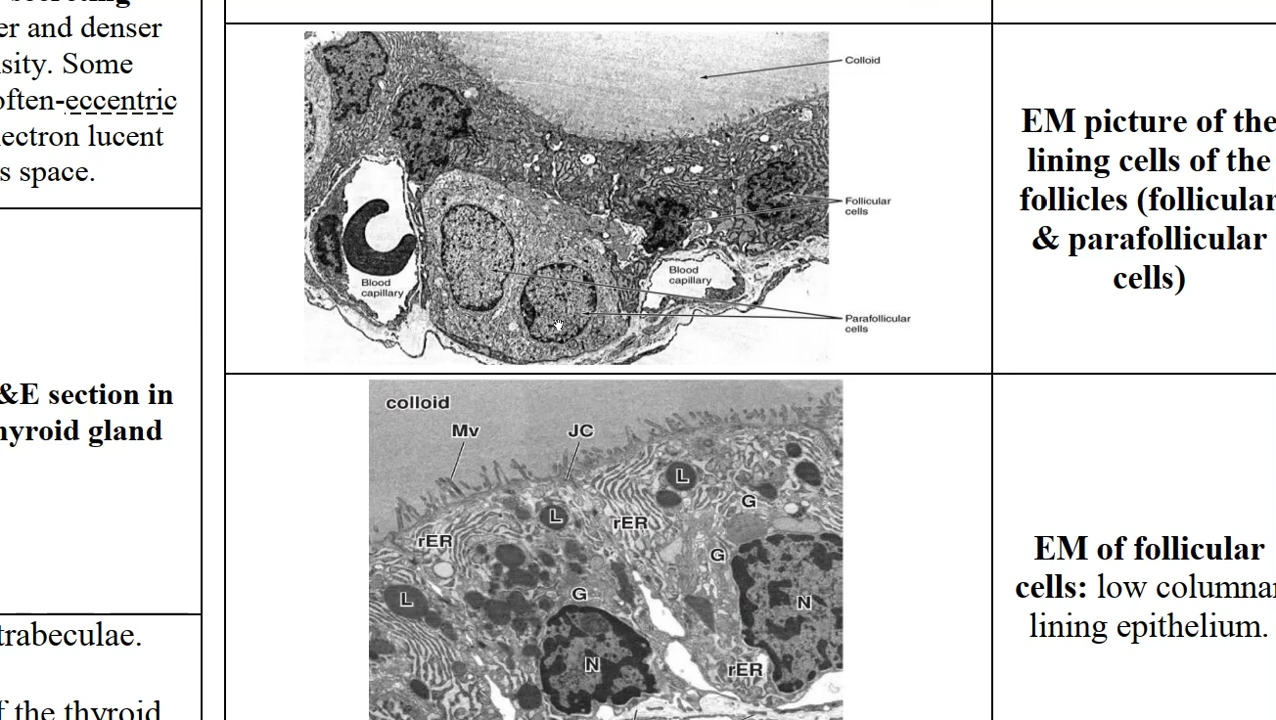 er and denser
sity. Some
often-eccentric
lectron lucent
s space.
&E section in
hyroid gland
trabeculae.
f the thyroid
Colloid
Follicular
cells
Blood
capillary
Blood
capillary
Parafollicular
cells
EM picture of the
lining cells of the
follicles (follicular
& parafollicular
cells)
colloid
Mv
JC
L
G
L
rER
rER
G
L
G
N
N
rER
EM of follicular
cells: low columnar
lining epithelium.